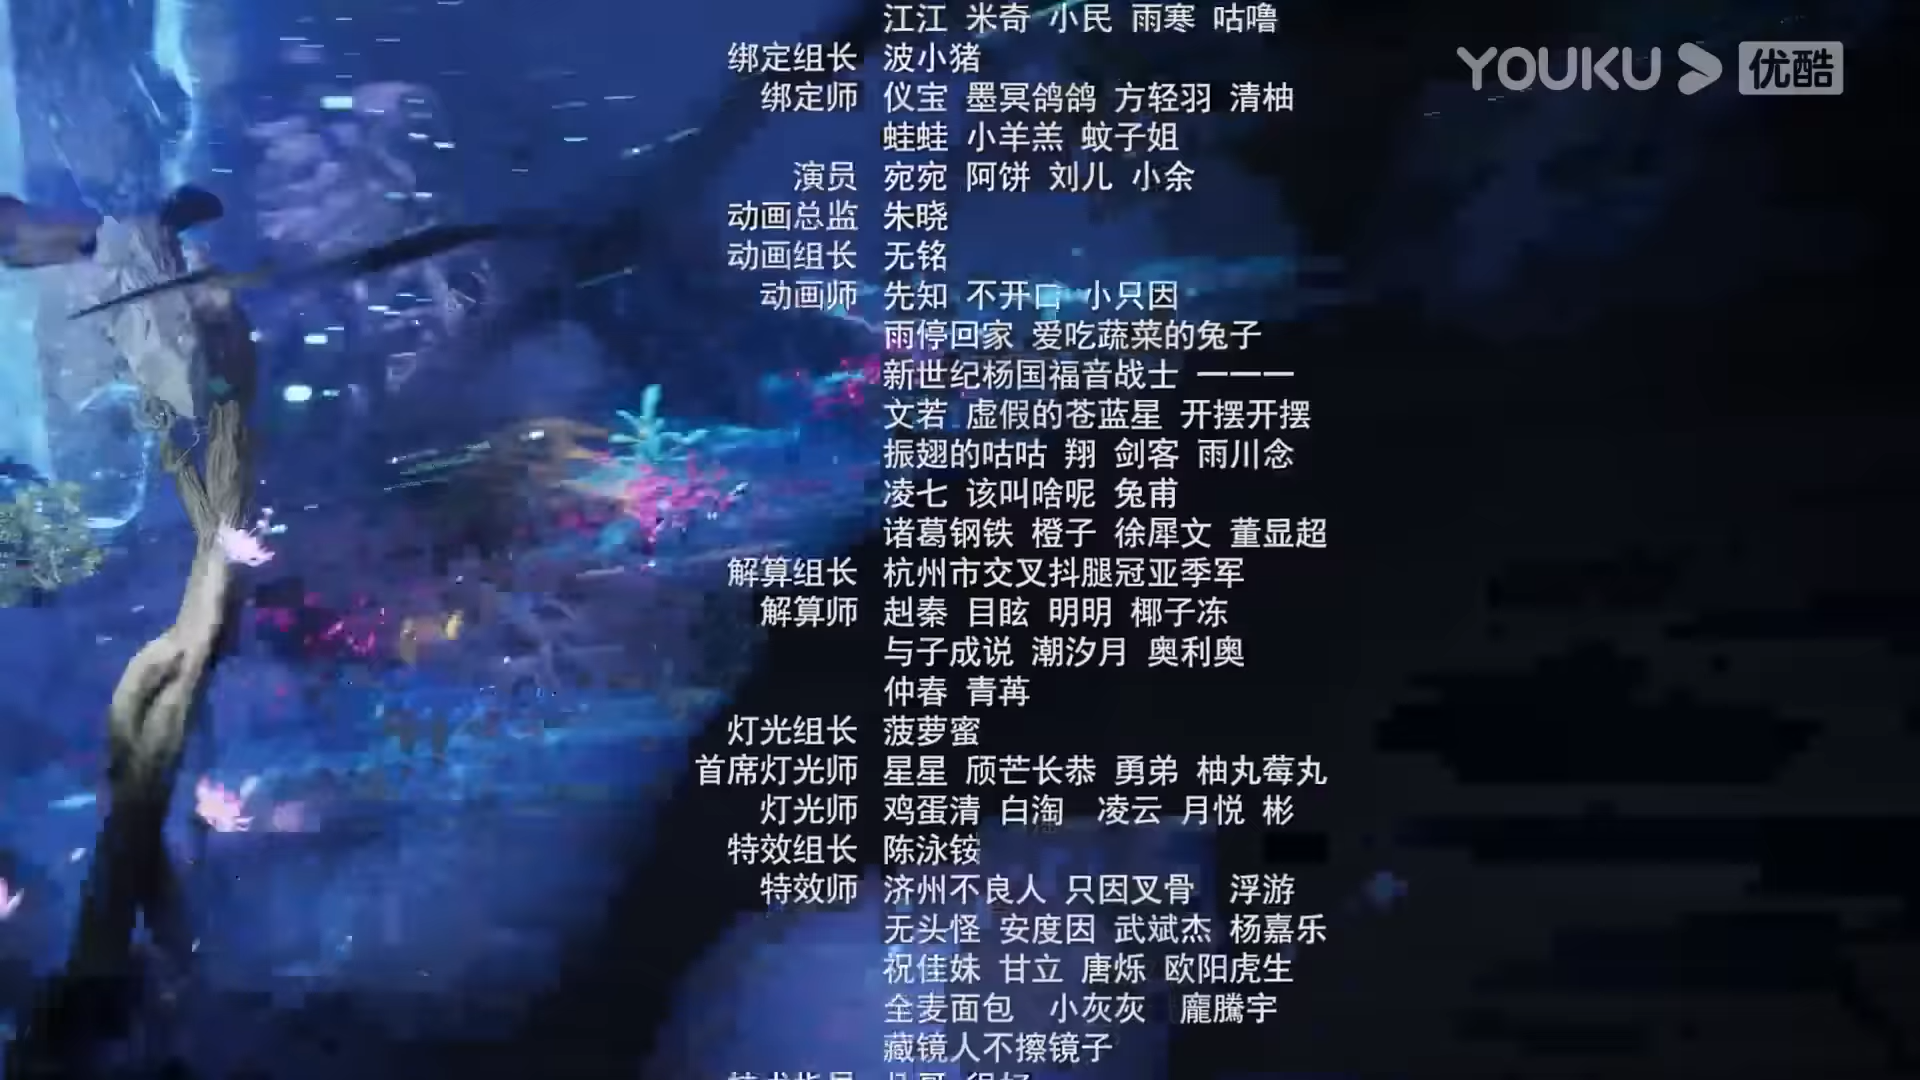 江江 米奇 小民 雨寒 咕噜
YOUKU 优酷
绑定组长 波小猪
绑定师 仪宝 墨冥鸽鸽 方轻羽 清柚
蛙蛙 小羊羔 蚊子姐
演员 宛宛 阿饼 刘儿 小余
动画总监 朱晓
动画组长 无铭
动画师 先知 不开口 小只因
雨停回家 爱吃蔬菜的兔子
新世纪杨国福音战士 一一一
文若 虚假的苍蓝星 开摆开摆
振翅的咕咕 翔 剑客 雨川念
凌七 该叫啥呢 兔甫
诸葛钢铁 橙子 徐犀文 董显超
解算组长 杭州市交叉抖腿冠亚季军
解算师 赳秦 目眩 明明 椰子冻
与子成说 潮汐月 奥利奥
仲春 青苒
灯光组长 菠萝蜜
首席灯光师 星星 颀芒长恭 勇弟 柚丸莓丸
灯光师 鸡蛋清 白淘 凌云 月悦 彬
特效组长 陈泳铵
特效师 济州不良人 只因叉骨 浮游
无头怪 安度因 武斌杰 杨嘉乐
祝佳妹 甘立 唐烁 欧阳虎生
全麦面包 小灰灰 龐騰宇
藏镜人不擦镜子